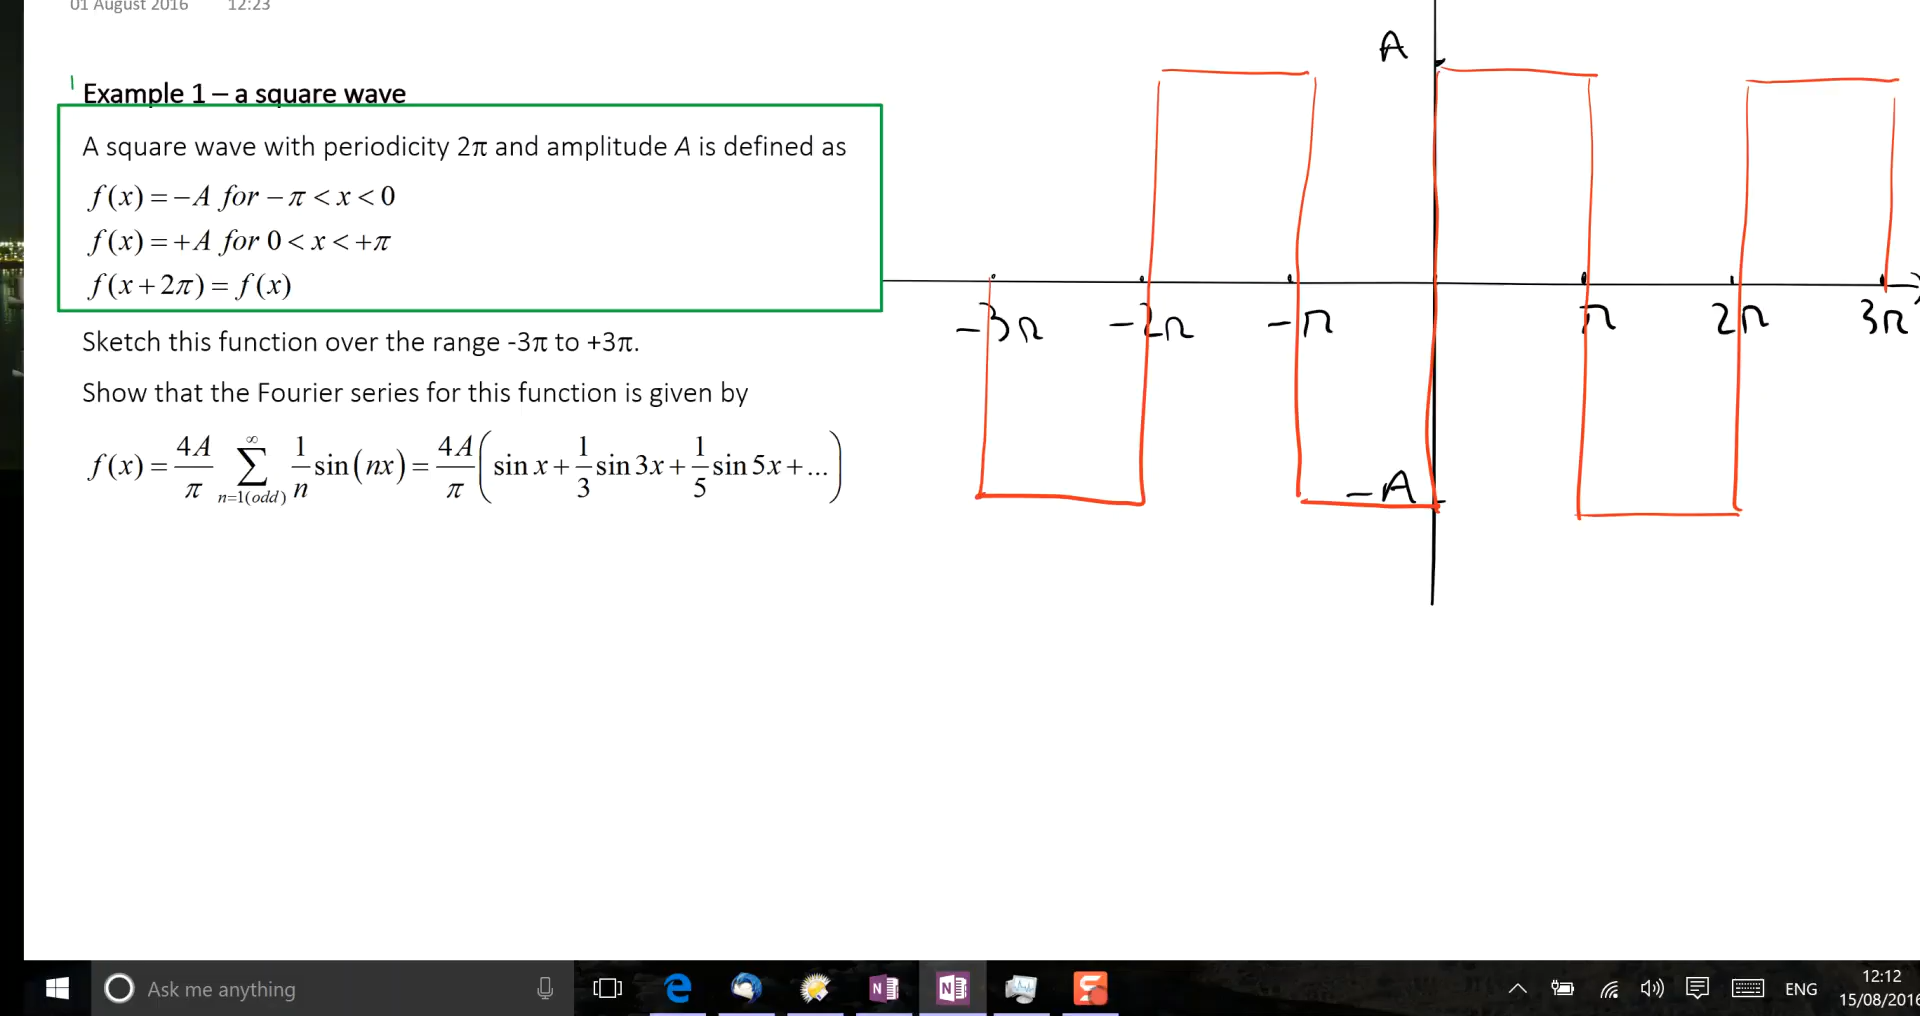 01 August 2016 12:23
Example 1 – a square wave
A square wave with periodicity 2π and amplitude A is defined as
f(x) = −A for − π < x < 0
f(x) = +A for 0 < x < +π
f(x + 2π) = f(x)
Sketch this function over the range -3π to +3π.
Show that the Fourier series for this function is given by
f(x) = 4A/π ∑_{n=1(odd)}^{∞} 1/n sin(nx) = 4A/π (sin x + 1/3 sin 3x + 1/5 sin 5x + ...)
A
-3π -2π -π π 2π 3π
-A
Ask me anything
N N S
ENG
12:12
15/08/2016